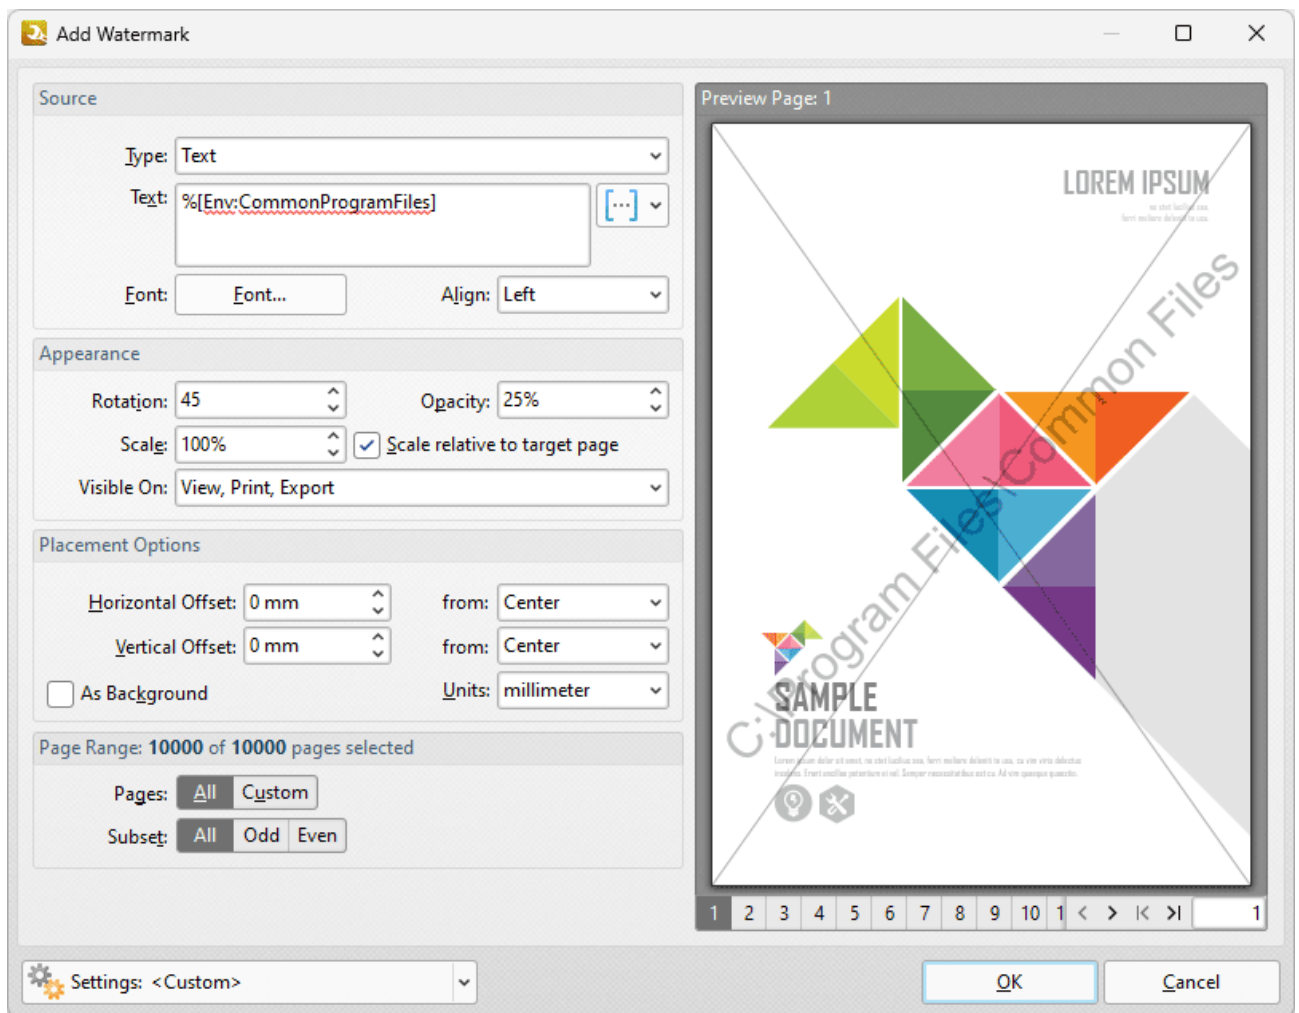 Add Watermark
Source
Type: Text
Text: %[Env:CommonProgramFiles]
Font: Font... Align: Left
Appearance
Rotation: 45 Opacity: 25%
Scale: 100% Scale relative to target page
Visible On: View, Print, Export
Placement Options
Horizontal Offset: 0 mm from: Center
Vertical Offset: 0 mm from: Center
As Background Units: millimeter
Page Range: 10000 of 10000 pages selected
Pages: All Custom
Subset: All Odd Even
Preview Page: 1
LOREM IPSUM
C:\Program Files\Common Files
SAMPLE
DOCUMENT
1 2 3 4 5 6 7 8 9 10 1 1
Settings: <Custom>
OK Cancel